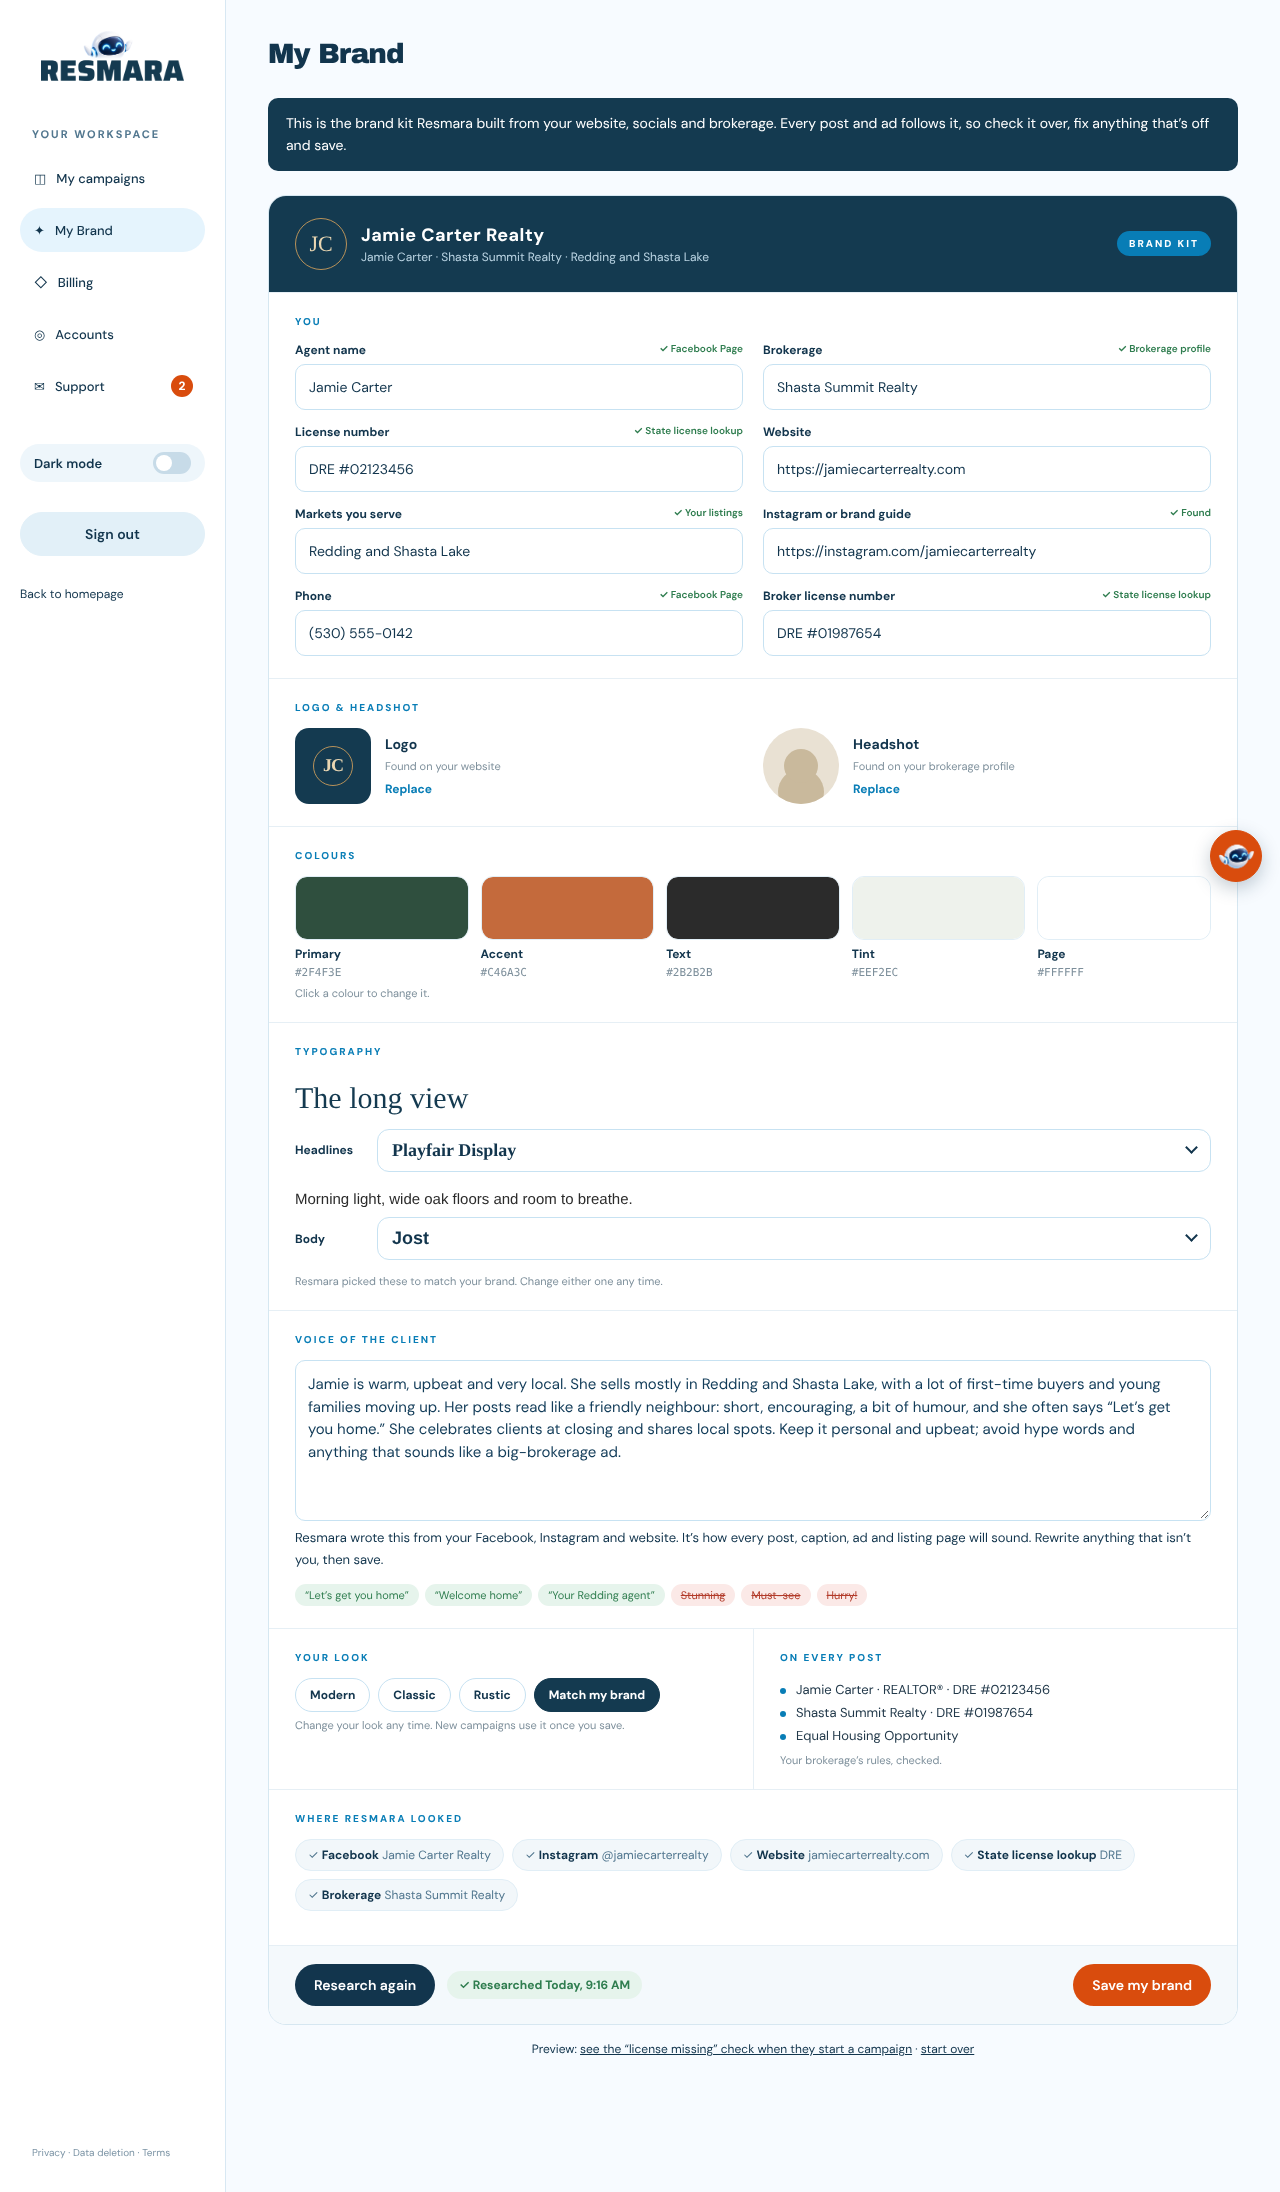 RESMARA
YOUR WORKSPACE
My campaigns
My Brand
Billing
Accounts
Support 2
Dark mode
Sign out
Back to homepage
Privacy · Data deletion · Terms
My Brand
This is the brand kit Resmara built from your website, socials and brokerage. Every post and ad follows it, so check it over, fix anything that’s off
and save.
JC
Jamie Carter Realty
Jamie Carter · Shasta Summit Realty · Redding and Shasta Lake
BRAND KIT
YOU
Agent name ✓ Facebook Page
Jamie Carter
Brokerage ✓ Brokerage profile
Shasta Summit Realty
License number ✓ State license lookup
DRE #02123456
Website
https://jamiecarterrealty.com
Markets you serve ✓ Your listings
Redding and Shasta Lake
Instagram or brand guide ✓ Found
https://instagram.com/jamiecarterrealty
Phone ✓ Facebook Page
(530) 555-0142
Broker license number ✓ State license lookup
DRE #01987654
LOGO & HEADSHOT
JC
Logo
Found on your website
Replace
Headshot
Found on your brokerage profile
Replace
COLOURS
Primary
#2F4F3E
Accent
#C46A3C
Text
#2B2B2B
Tint
#EEF2EC
Page
#FFFFFF
Click a colour to change it.
TYPOGRAPHY
The long view
Headlines Playfair Display
Morning light, wide oak floors and room to breathe.
Body Jost
Resmara picked these to match your brand. Change either one any time.
VOICE OF THE CLIENT
Jamie is warm, upbeat and very local. She sells mostly in Redding and Shasta Lake, with a lot of first-time buyers and young
families moving up. Her posts read like a friendly neighbour: short, encouraging, a bit of humour, and she often says “Let’s get
you home.” She celebrates clients at closing and shares local spots. Keep it personal and upbeat; avoid hype words and
anything that sounds like a big-brokerage ad.
Resmara wrote this from your Facebook, Instagram and website. It’s how every post, caption, ad and listing page will sound. Rewrite anything that isn’t
you, then save.
“Let’s get you home” “Welcome home” “Your Redding agent” Stunning Must-see Hurry!
YOUR LOOK
Modern Classic Rustic Match my brand
Change your look any time. New campaigns use it once you save.
ON EVERY POST
Jamie Carter · REALTOR® · DRE #02123456
Shasta Summit Realty · DRE #01987654
Equal Housing Opportunity
Your brokerage’s rules, checked.
WHERE RESMARA LOOKED
✓ Facebook Jamie Carter Realty ✓ Instagram @jamiecarterrealty ✓ Website jamiecarterrealty.com ✓ State license lookup DRE
✓ Brokerage Shasta Summit Realty
Research again ✓ Researched Today, 9:16 AM Save my brand
Preview: see the “license missing” check when they start a campaign · start over